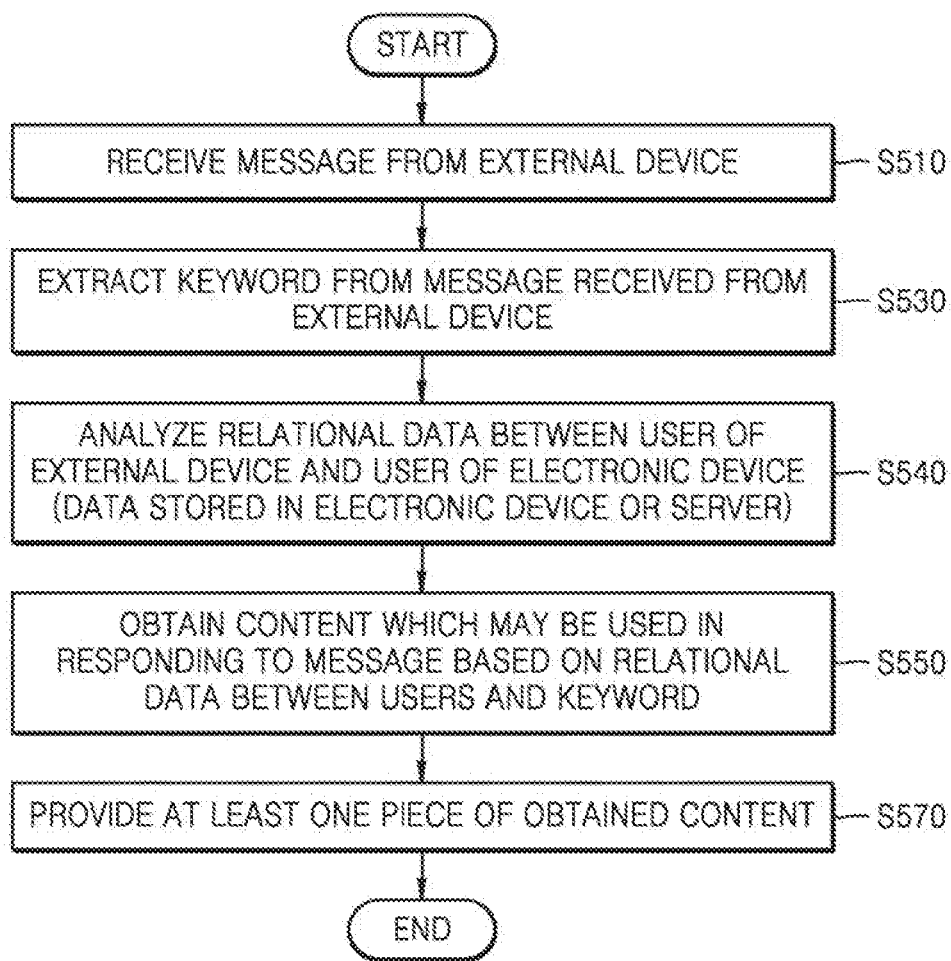 START
RECEIVE MESSAGE FROM EXTERNAL DEVICE
S510
EXTRACT KEYWORD FROM MESSAGE RECEIVED FROM
EXTERNAL DEVICE
S530
ANALYZE RELATIONAL DATA BETWEEN USER OF
EXTERNAL DEVICE AND USER OF ELECTRONIC DEVICE
(DATA STORED IN ELECTRONIC DEVICE OR SERVER)
S540
OBTAIN CONTENT WHICH MAY BE USED IN
RESPONDING TO MESSAGE BASED ON RELATIONAL
DATA BETWEEN USERS AND KEYWORD
S550
PROVIDE AT LEAST ONE PIECE OF OBTAINED CONTENT
S570
END